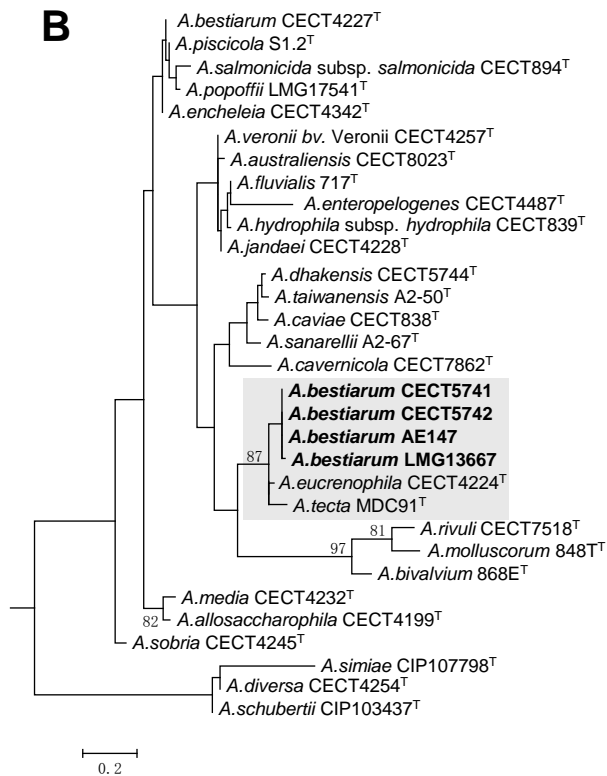 B
A.bestiarum CECT4227ᵀ
A.piscicola S1.2ᵀ
A.salmonicida subsp. salmonicida CECT894ᵀ
A.popoffii LMG17541ᵀ
A.encheleia CECT4342ᵀ
A.veronii bv. Veronii CECT4257ᵀ
A.australiensis CECT8023ᵀ
A.fluvialis 717ᵀ
A.enteropelogenes CECT4487ᵀ
A.hydrophila subsp. hydrophila CECT839ᵀ
A.jandaei CECT4228ᵀ
A.dhakensis CECT5744ᵀ
A.taiwanensis A2-50ᵀ
A.caviae CECT838ᵀ
A.sanarellii A2-67ᵀ
A.cavernicola CECT7862ᵀ
A.bestiarum CECT5741
A.bestiarum CECT5742
A.bestiarum AE147
87
A.bestiarum LMG13667
A.eucrenophila CECT4224ᵀ
A.tecta MDC91ᵀ
81
A.rivuli CECT7518ᵀ
97
A.molluscorum 848Tᵀ
A.bivalvium 868Eᵀ
A.media CECT4232ᵀ
82
A.allosaccharophila CECT4199ᵀ
A.sobria CECT4245ᵀ
A.simiae CIP107798ᵀ
A.diversa CECT4254ᵀ
A.schubertii CIP103437ᵀ
0.2